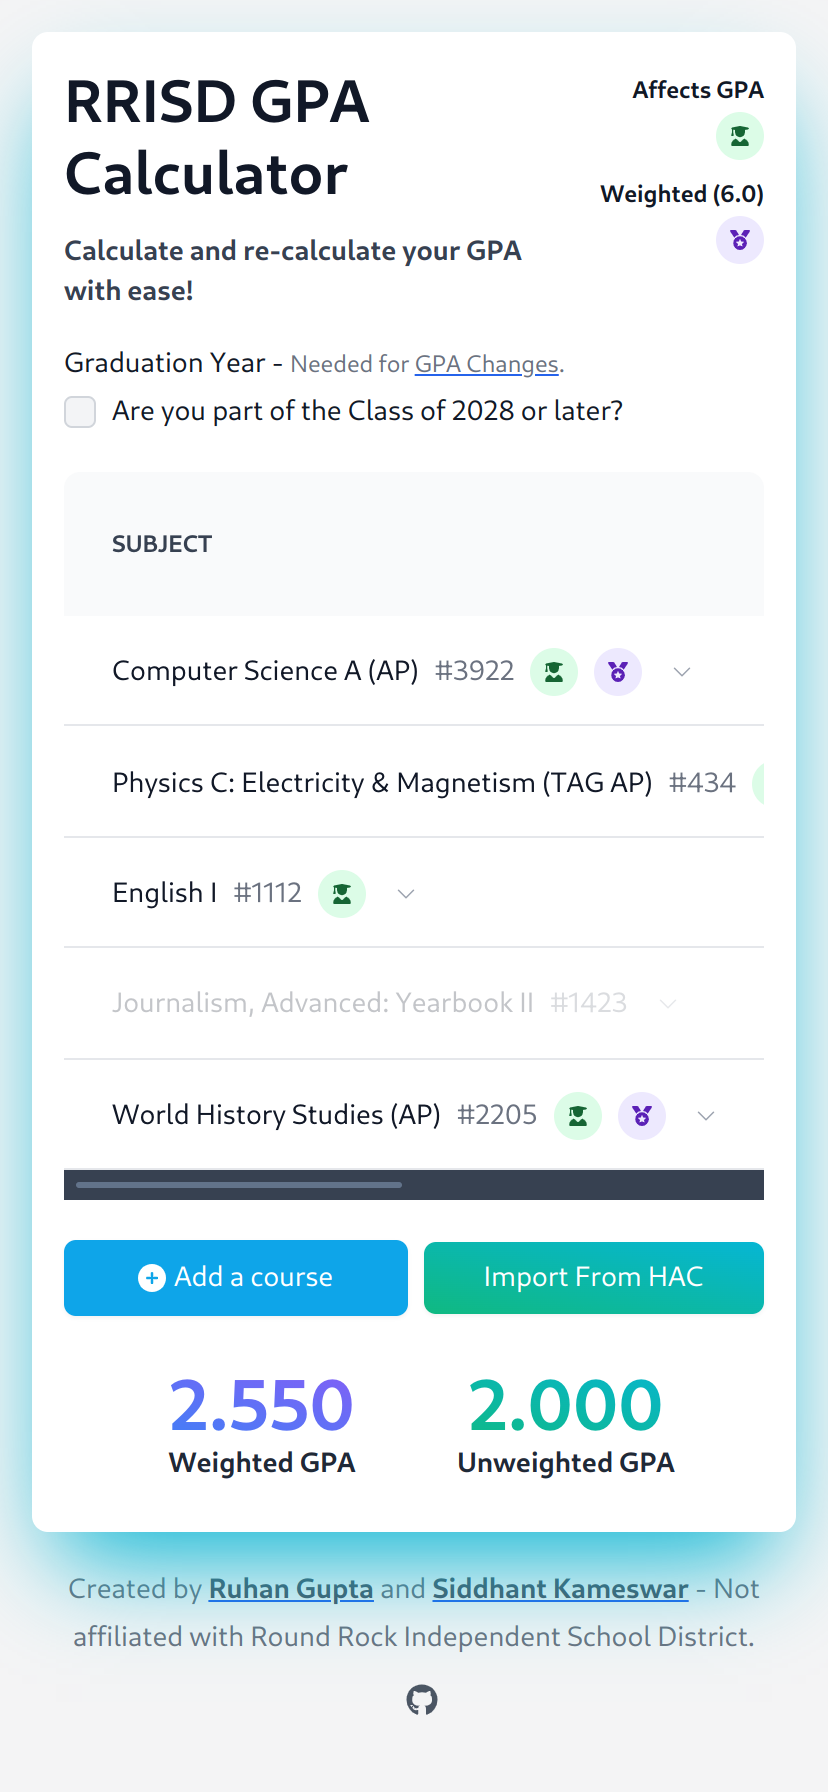 RRISD GPA
Calculator
Calculate and re-calculate your GPA
with ease!
Affects GPA
Weighted (6.0)
Graduation Year - Needed for GPA Changes.
Are you part of the Class of 2028 or later?
SUBJECT
Computer Science A (AP) #3922
Physics C: Electricity & Magnetism (TAG AP) #434
English I #1112
Journalism, Advanced: Yearbook II #1423
World History Studies (AP) #2205
Add a course
Import From HAC
2.550
Weighted GPA
2.000
Unweighted GPA
Created by Ruhan Gupta and Siddhant Kameswar - Not
affiliated with Round Rock Independent School District.